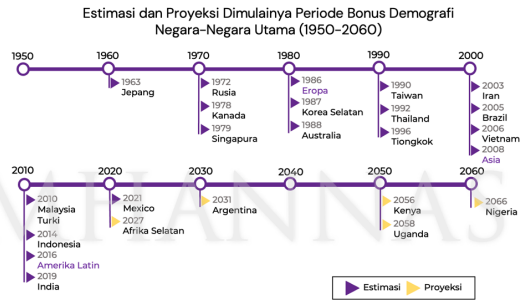 Estimasi dan Proyeksi Dimulainya Periode Bonus Demografi
Negara-Negara Utama (1950-2060)
1950
1960
1970
1980
1990
2000
1963
Jepang
1972
Rusia
1978
Kanada
1979
Singapura
1986
Eropa
1987
Korea Selatan
1988
Australia
1990
Taiwan
1992
Thailand
1996
Tiongkok
2003
Iran
2005
Brazil
2006
Vietnam
2008
Asia
2010
2020
2030
2040
2050
2060
2010
Malaysia
Turki
2014
Indonesia
2016
Amerika Latin
2019
India
2021
Mexico
2027
Afrika Selatan
2031
Argentina
2056
Kenya
2058
Uganda
2066
Nigeria
Estimasi
Proyeksi